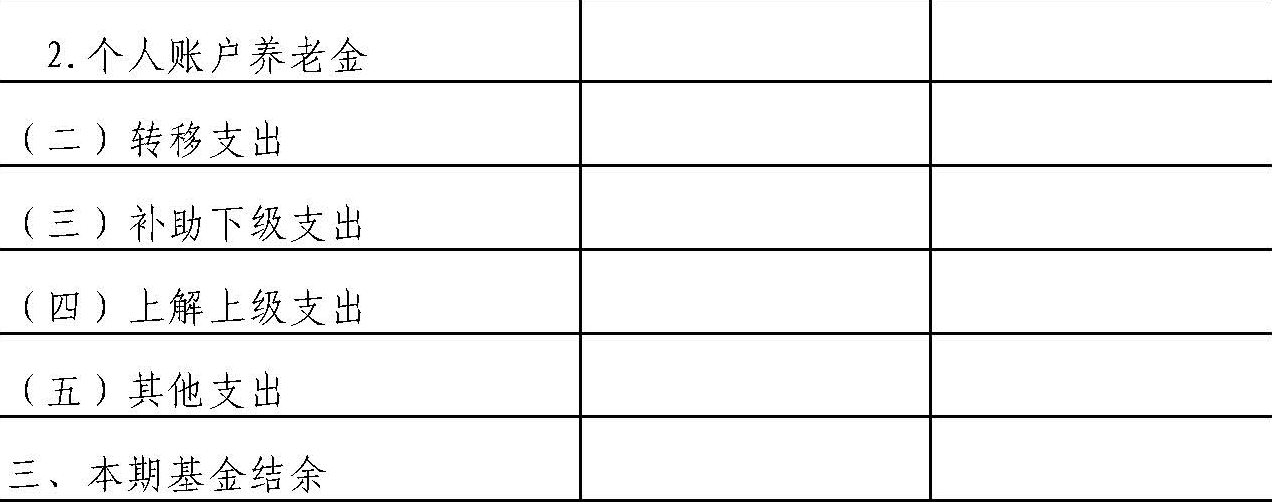 2.个人账户养老金
（二）转移支出
（三）补助下级支出
（四）上解上级支出
（五）其他支出
三、本期基金结余